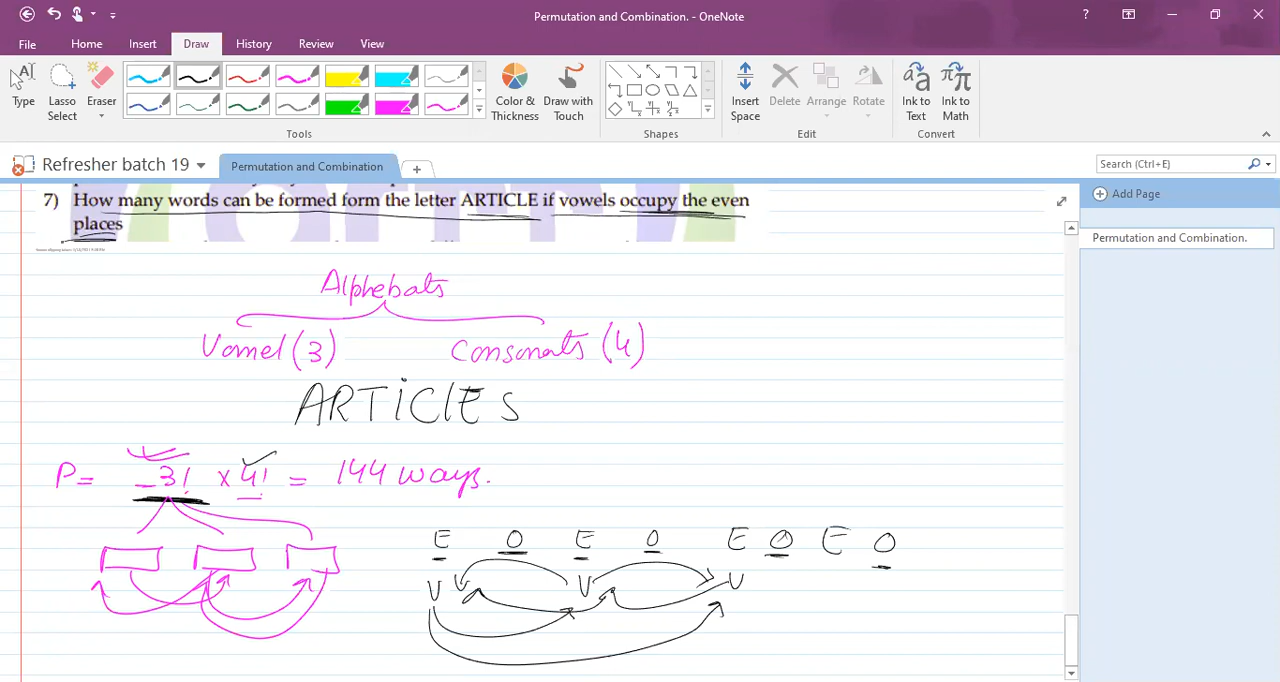 Permutation and Combination. - OneNote
File Home Insert Draw History Review View
Type Lasso Select Eraser Color & Thickness Draw with Touch Insert Space Delete Arrange Rotate Ink to Text Ink to Math
Tools Shapes Edit Convert
Refresher batch 19 Permutation and Combination Search (Ctrl+E)
Add Page
Permutation and Combination.
7) How many words can be formed form the letter ARTICLE if vowels occupy the even
places
Alphebats
Vowel (3) Consonats (4)
ARTICLES
P = 3! x 4! = 144 ways.
E O E O E O E O
V V V